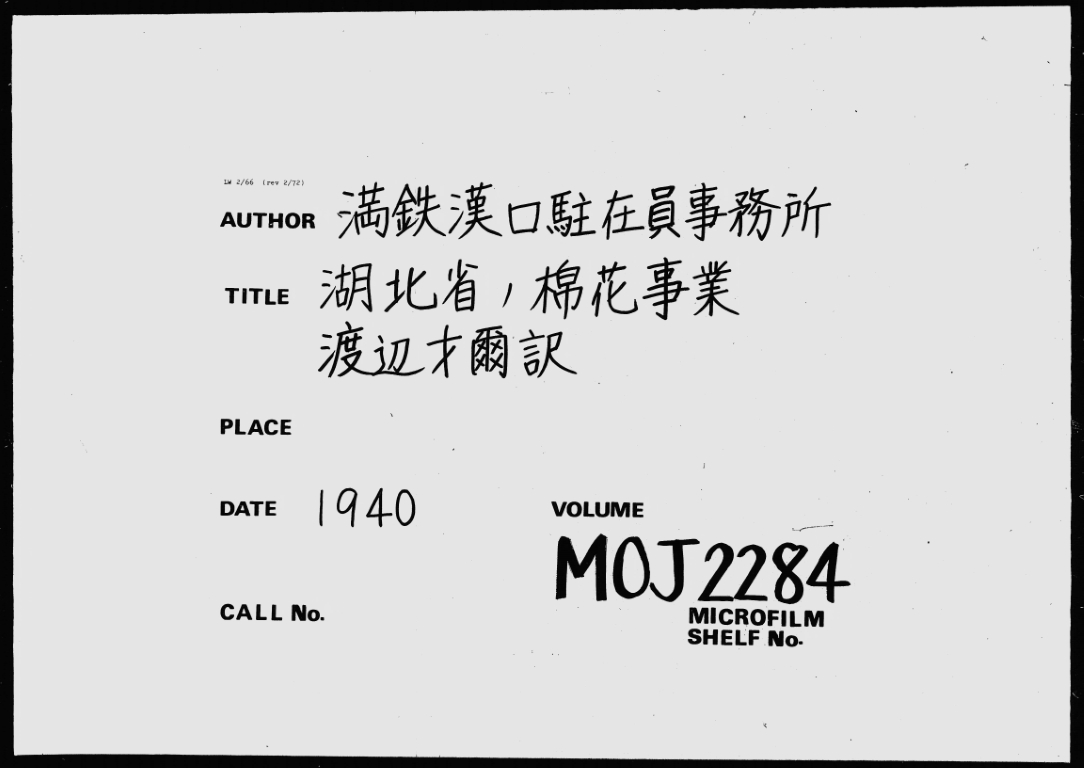 LW 2/66 (rev 2/72)
AUTHOR 満鉄漢口駐在員事務所
TITLE 湖北省ノ棉花事業
渡辺才爾訳
PLACE
DATE 1940
VOLUME
MOJ 2284
CALL No.
MICROFILM
SHELF No.